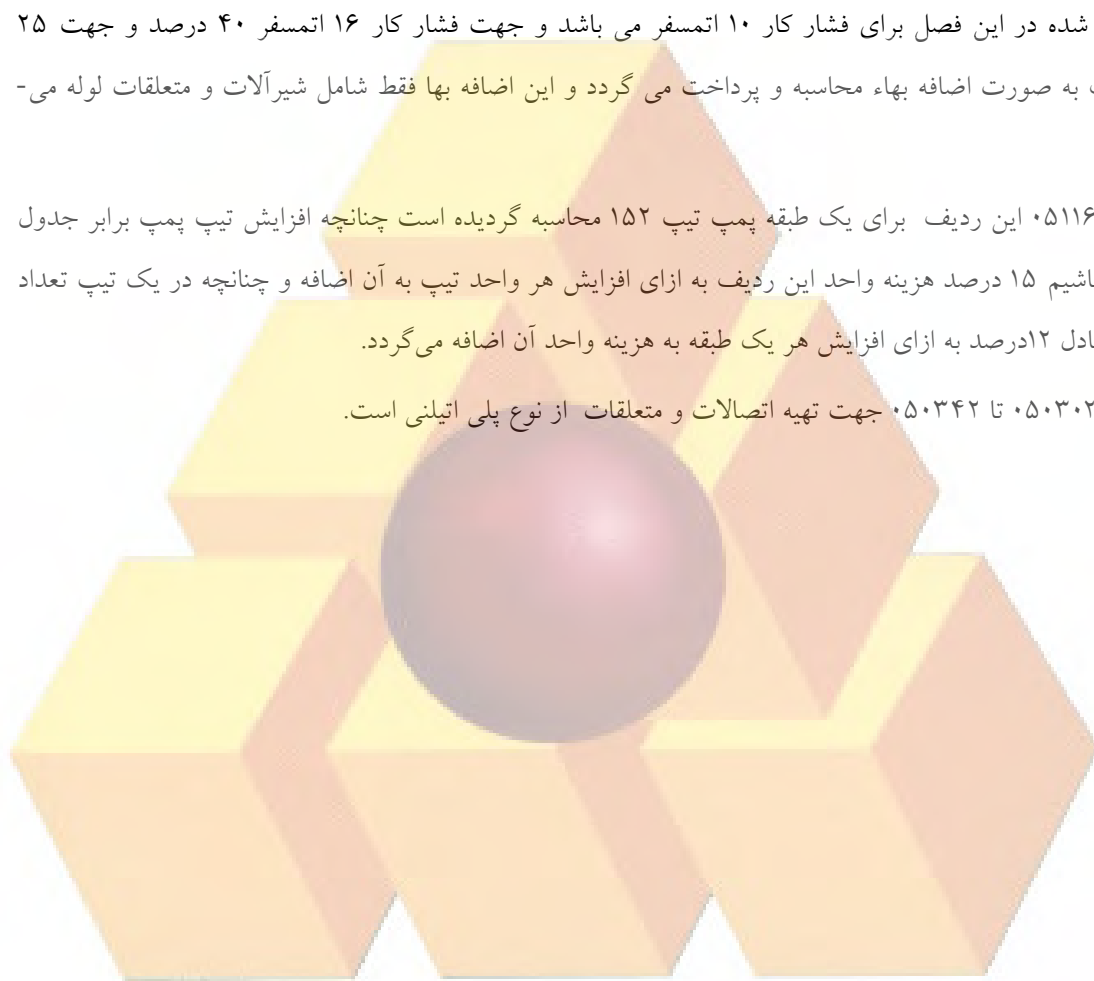 شده در این فصل برای فشار کار ۱۰ اتمسفر می باشد و جهت فشار کار ۱۶ اتمسفر ۴۰ درصد و جهت ۲۵
به صورت اضافه بهاء محاسبه و پرداخت می گردد و این اضافه بها فقط شامل شیرآلات و متعلقات لوله می-
۰۵۱۱۶ این ردیف برای یک طبقه پمپ تیپ ۱۵۲ محاسبه گردیده است چنانچه افزایش تیپ پمپ برابر جدول
باشیم ۱۵ درصد هزینه واحد این ردیف به ازای افزایش هر واحد تیپ به آن اضافه و چنانچه در یک تیپ تعداد
۱۲درصد به ازای افزایش هر یک طبقه به هزینه واحد آن اضافه می‌گردد.
۰۵۰۳۰۲ تا ۰۵۰۳۴۲ جهت تهیه اتصالات و متعلقات از نوع پلی اتیلنی است.